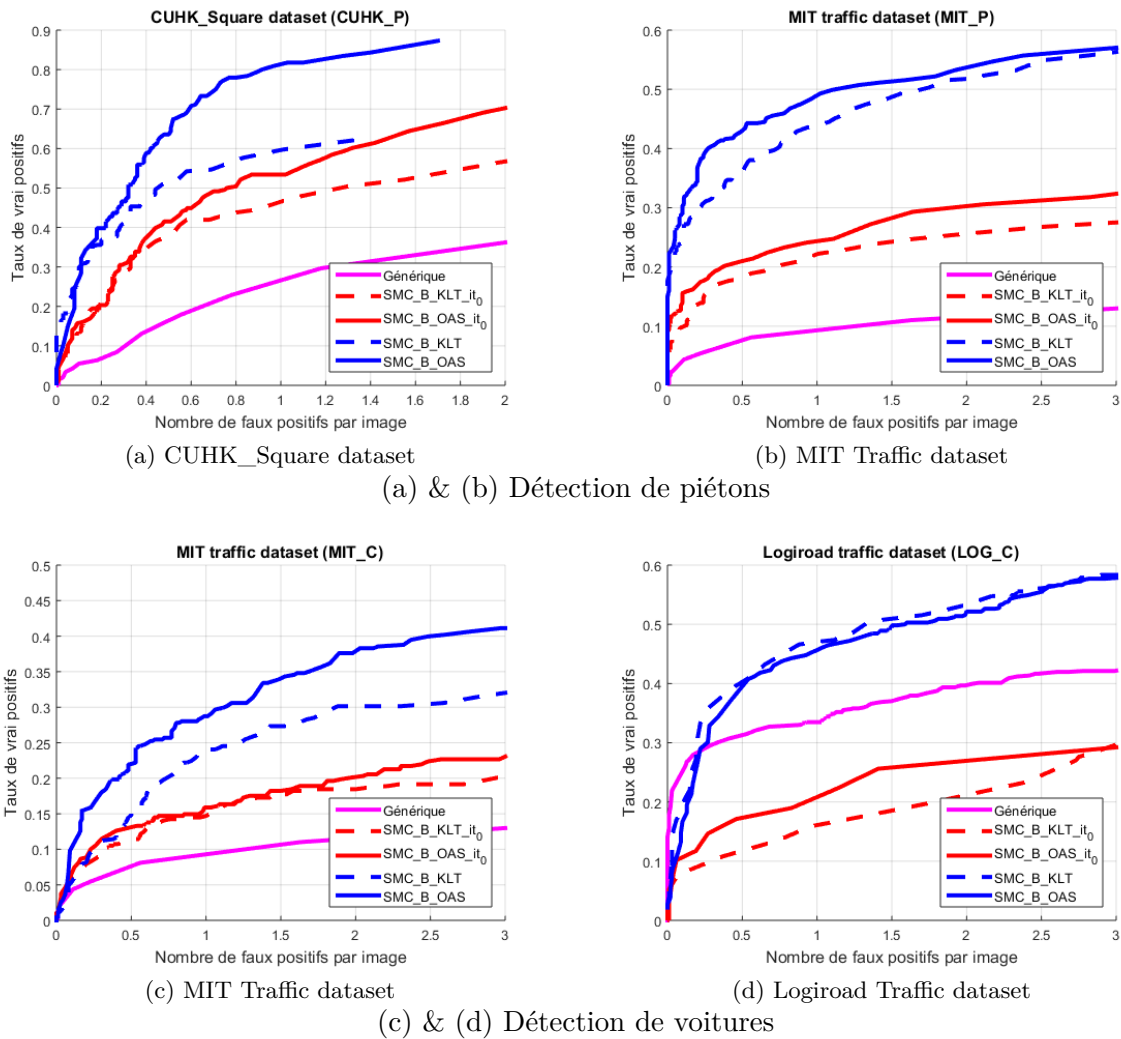 CUHK_Square dataset (CUHK_P)
Taux de vrai positifs
0.9
0.8
0.7
0.6
0.5
0.4
0.3
0.2
0.1
0
0 0.2 0.4 0.6 0.8 1 1.2 1.4 1.6 1.8 2
Nombre de faux positifs par image
Générique
SMC_B_KLT_it0
SMC_B_OAS_it0
SMC_B_KLT
SMC_B_OAS
(a) CUHK_Square dataset
MIT traffic dataset (MIT_P)
Taux de vrai positifs
0.6
0.5
0.4
0.3
0.2
0.1
0
0 0.5 1 1.5 2 2.5 3
Nombre de faux positifs par image
Générique
SMC_B_KLT_it0
SMC_B_OAS_it0
SMC_B_KLT
SMC_B_OAS
(b) MIT Traffic dataset
(a) & (b) Détection de piétons
MIT traffic dataset (MIT_C)
Taux de vrai positifs
0.5
0.45
0.4
0.35
0.3
0.25
0.2
0.15
0.1
0.05
0
0 0.5 1 1.5 2 2.5 3
Nombre de faux positifs par image
Générique
SMC_B_KLT_it0
SMC_B_OAS_it0
SMC_B_KLT
SMC_B_OAS
(c) MIT Traffic dataset
Logiroad traffic dataset (LOG_C)
Taux de vrai positifs
0.6
0.5
0.4
0.3
0.2
0.1
0
0 0.5 1 1.5 2 2.5 3
Nombre de faux positifs par image
Générique
SMC_B_KLT_it0
SMC_B_OAS_it0
SMC_B_KLT
SMC_B_OAS
(d) Logiroad Traffic dataset
(c) & (d) Détection de voitures